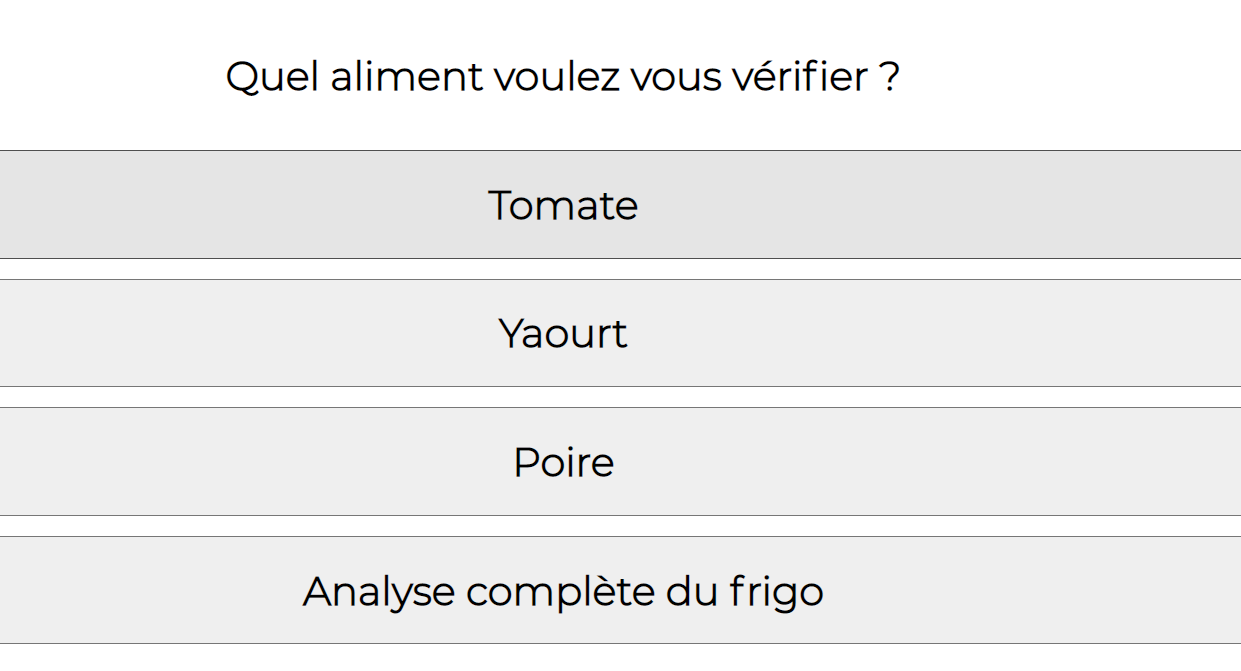 Quel aliment voulez vous vérifier ?
Tomate
Yaourt
Poire
Analyse complète du frigo